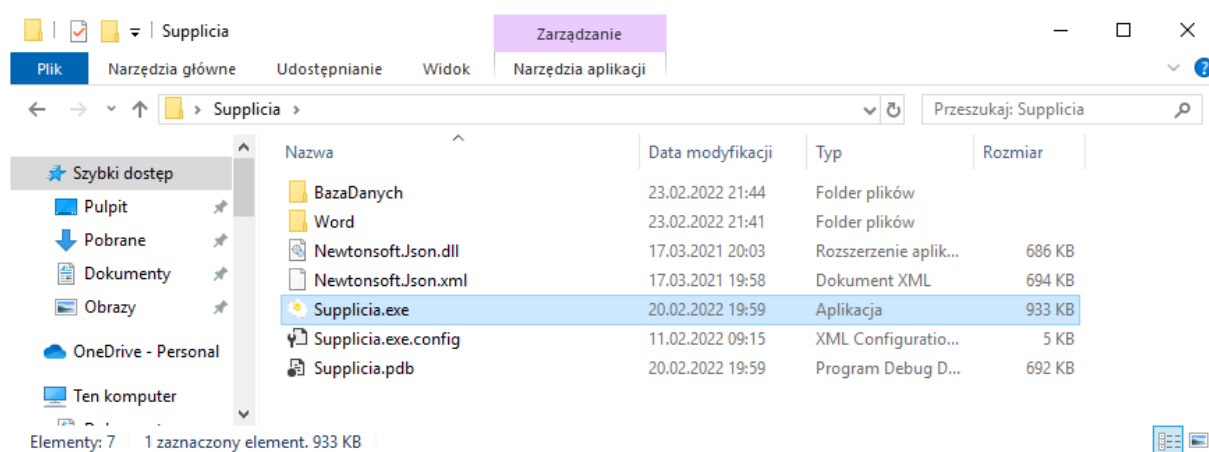 Supplicia
Zarządzanie
Plik Narzędzia główne Udostępnianie Widok Narzędzia aplikacji ?
Supplicia Przeszukaj: Supplicia
Nazwa Data modyfikacji Typ Rozmiar
Szybki dostęp
Pulpit
Pobrane
Dokumenty
Obrazy
OneDrive - Personal
Ten komputer
BazaDanych 23.02.2022 21:44 Folder plików
Word 23.02.2022 21:41 Folder plików
Newtonsoft.Json.dll 17.03.2021 20:03 Rozszerzenie aplik... 686 KB
Newtonsoft.Json.xml 17.03.2021 19:58 Dokument XML 694 KB
Supplicia.exe 20.02.2022 19:59 Aplikacja 933 KB
Supplicia.exe.config 11.02.2022 09:15 XML Configuratio... 5 KB
Supplicia.pdb 20.02.2022 19:59 Program Debug D... 692 KB
Elementy: 7 1 zaznaczony element. 933 KB